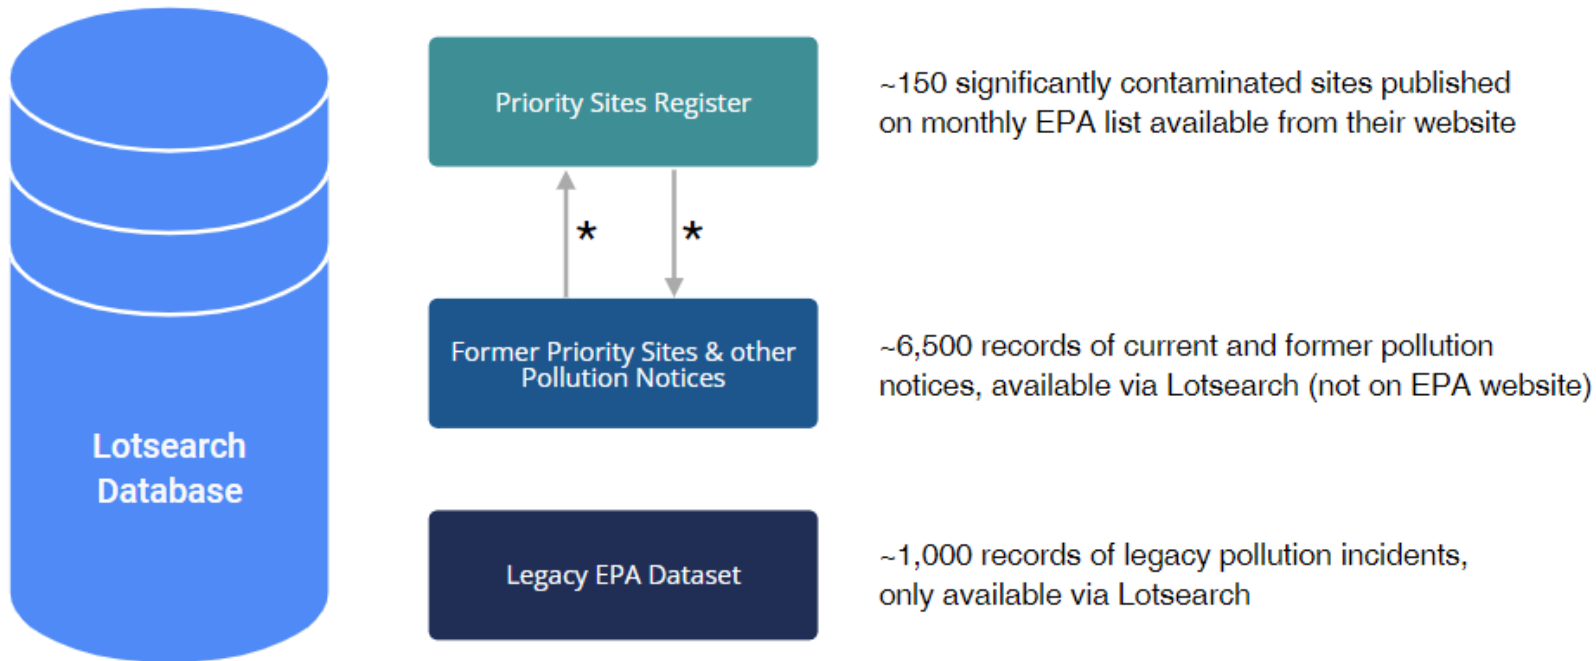 Priority Sites Register
~150 significantly contaminated sites published
on monthly EPA list available from their website
*
*
Former Priority Sites & other
Pollution Notices
~6,500 records of current and former pollution
notices, available via Lotsearch (not on EPA website)
Lotsearch
Database
Legacy EPA Dataset
~1,000 records of legacy pollution incidents,
only available via Lotsearch